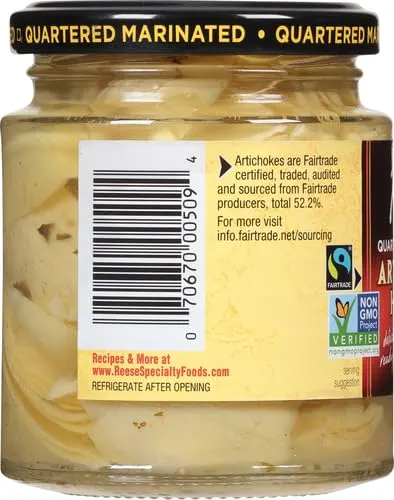 QUARTERED MARINATED • QUARTERED MA
Artichokes are Fairtrade
certified, traded, audited
and sourced from Fairtrade
producers, total 52.2%.
For more visit
info.fairtrade.net/sourcing
0 70670 00509 4
FAIRTRADE
NON
GMO
Project
VERIFIED
nongmoproject.org
QUAR
AR
H
serving
suggestion
Recipes & More at
www.ReeseSpecialtyFoods.com
REFRIGERATE AFTER OPENING